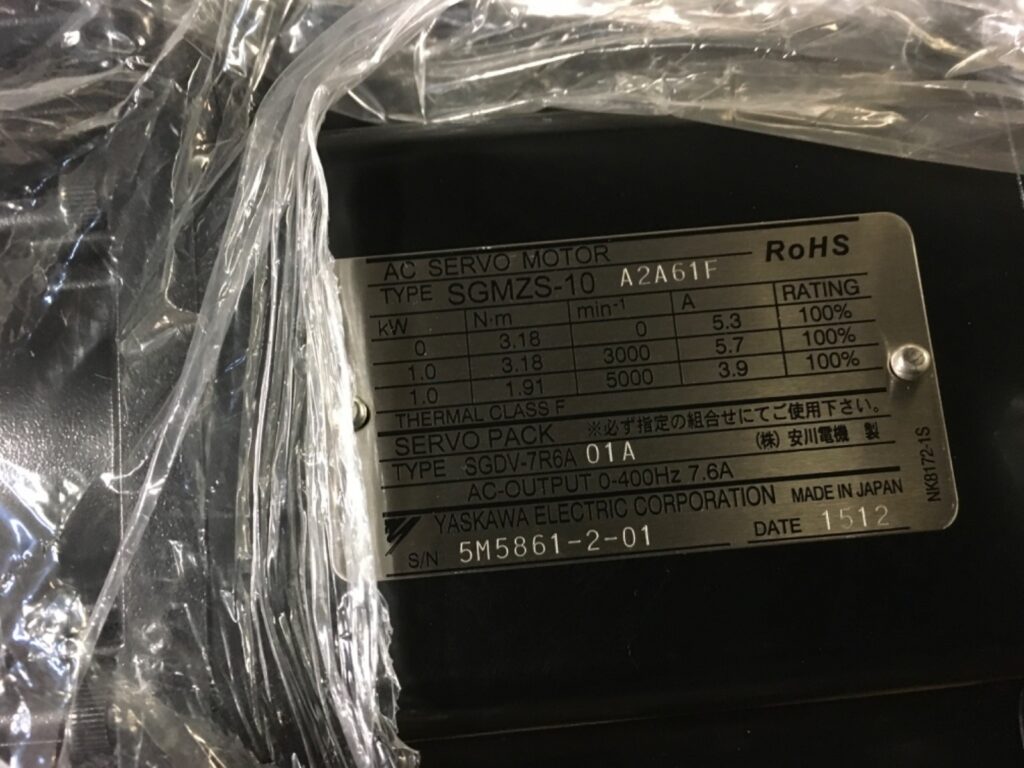 AC SERVO MOTOR RoHS
TYPE SGMZS-10 A2A61F
kW N·m min⁻¹ A RATING
0 3.18 0 5.3 100%
1.0 3.18 3000 5.7 100%
1.0 1.91 5000 3.9 100%
THERMAL CLASS F
SERVO PACK ※必ず指定の組合せにてご使用下さい。
TYPE SGDV-7R6A 01A (株) 安川電機 製
AC-OUTPUT 0-400Hz 7.6A
YASKAWA ELECTRIC CORPORATION MADE IN JAPAN
S/N 5M5861-2-01 DATE 1512
NK8172-1S